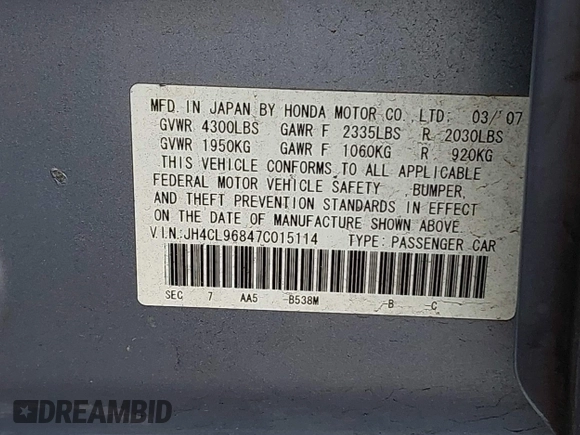 MFD. IN JAPAN BY HONDA MOTOR CO., LTD: 03/'07
GVWR 4300LBS GAWR F 2335LBS R 2030LBS
GVWR 1950KG GAWR F 1060KG R 920KG
THIS VEHICLE CONFORMS TO ALL APPLICABLE
FEDERAL MOTOR VEHICLE SAFETY , BUMPER,
AND THEFT PREVENTION STANDARDS IN EFFECT
ON THE DATE OF MANUFACTURE SHOWN ABOVE.
V.I.N.:JH4CL96847C015114 TYPE: PASSENGER CAR
SEC 7 AA5 -B538M -B -C
DREAMBID